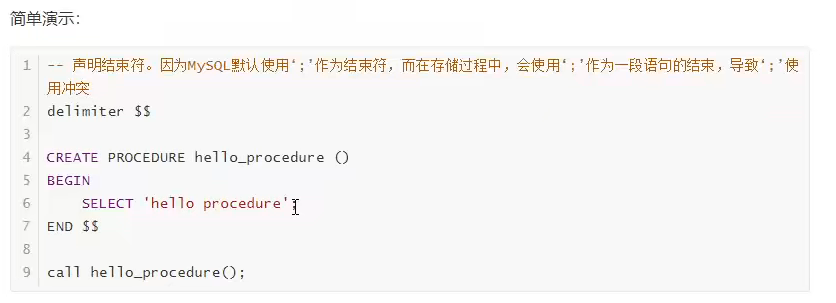 简单演示：
1 -- 声明结束符。因为MySQL默认使用‘;’作为结束符，而在存储过程中，会使用‘;’作为一段语句的结束，导致‘;’使
用冲突
2 delimiter $$
3
4 CREATE PROCEDURE hello_procedure ()
5 BEGIN
6 SELECT 'hello procedure';
7 END $$
8
9 call hello_procedure();